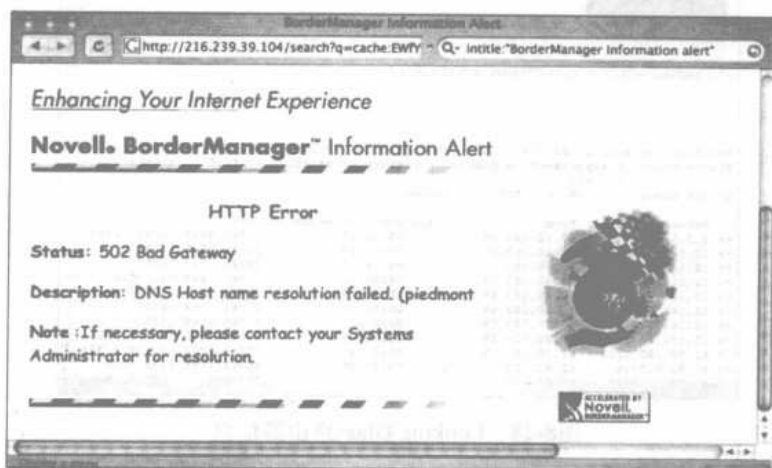 BorderManager Information Alert
http://216.239.39.104/search?q=cache:EWfY
intitle:"BorderManager Information alert"
Enhancing Your Internet Experience
Novell. BorderManager™ Information Alert
HTTP Error
Status: 502 Bad Gateway
Description: DNS Host name resolution failed. (piedmont
Note :If necessary, please contact your Systems
Administrator for resolution.
ACCELERATED BY
Novell.
BORDERMANAGER™